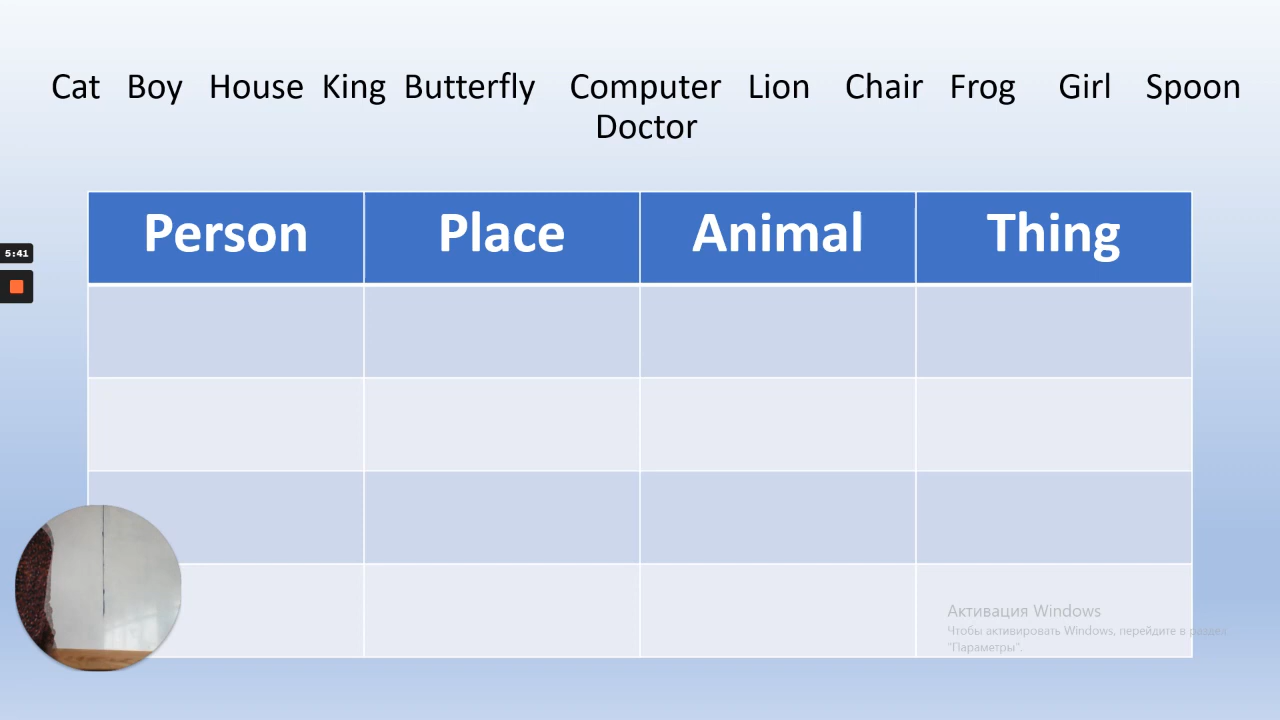 Cat Boy House King Butterfly Computer Lion Chair Frog Girl Spoon
Doctor
Person Place Animal Thing
5:41
Активация Windows
Чтобы активировать Windows, перейдите в раздел
"Параметры".